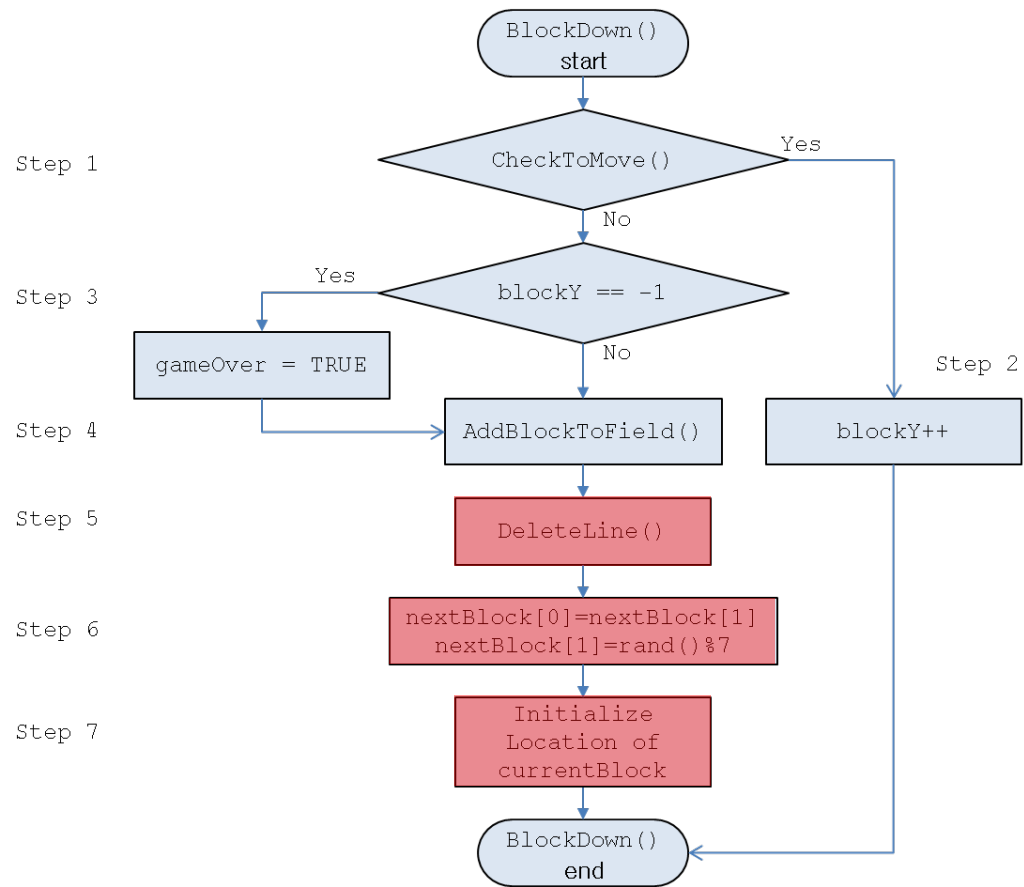 BlockDown()
start
Step 1
CheckToMove()
Yes
No
Step 3
Yes
blockY == -1
No
gameOver = TRUE
Step 2
Step 4
AddBlockToField()
blockY++
Step 5
DeleteLine()
Step 6
nextBlock[0]=nextBlock[1]
nextBlock[1]=rand()%7
Step 7
Initialize
Location of
currentBlock
BlockDown()
end